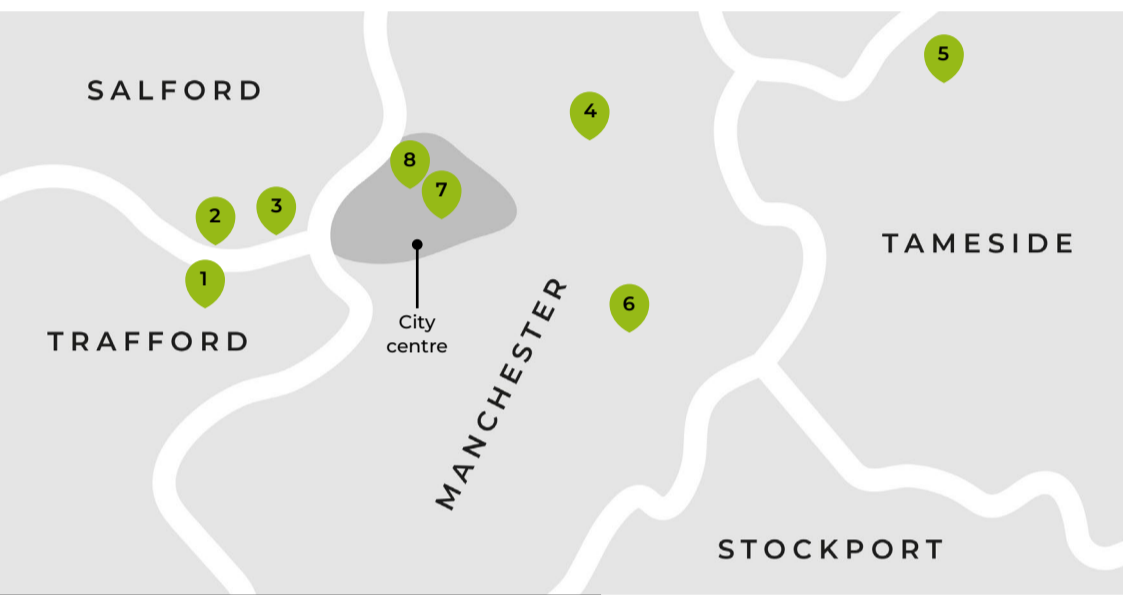 5
SALFORD
4
8
7
3
2
TAMESIDE
1
6
City
centre
TRAFFORD
MANCHESTER
STOCKPORT